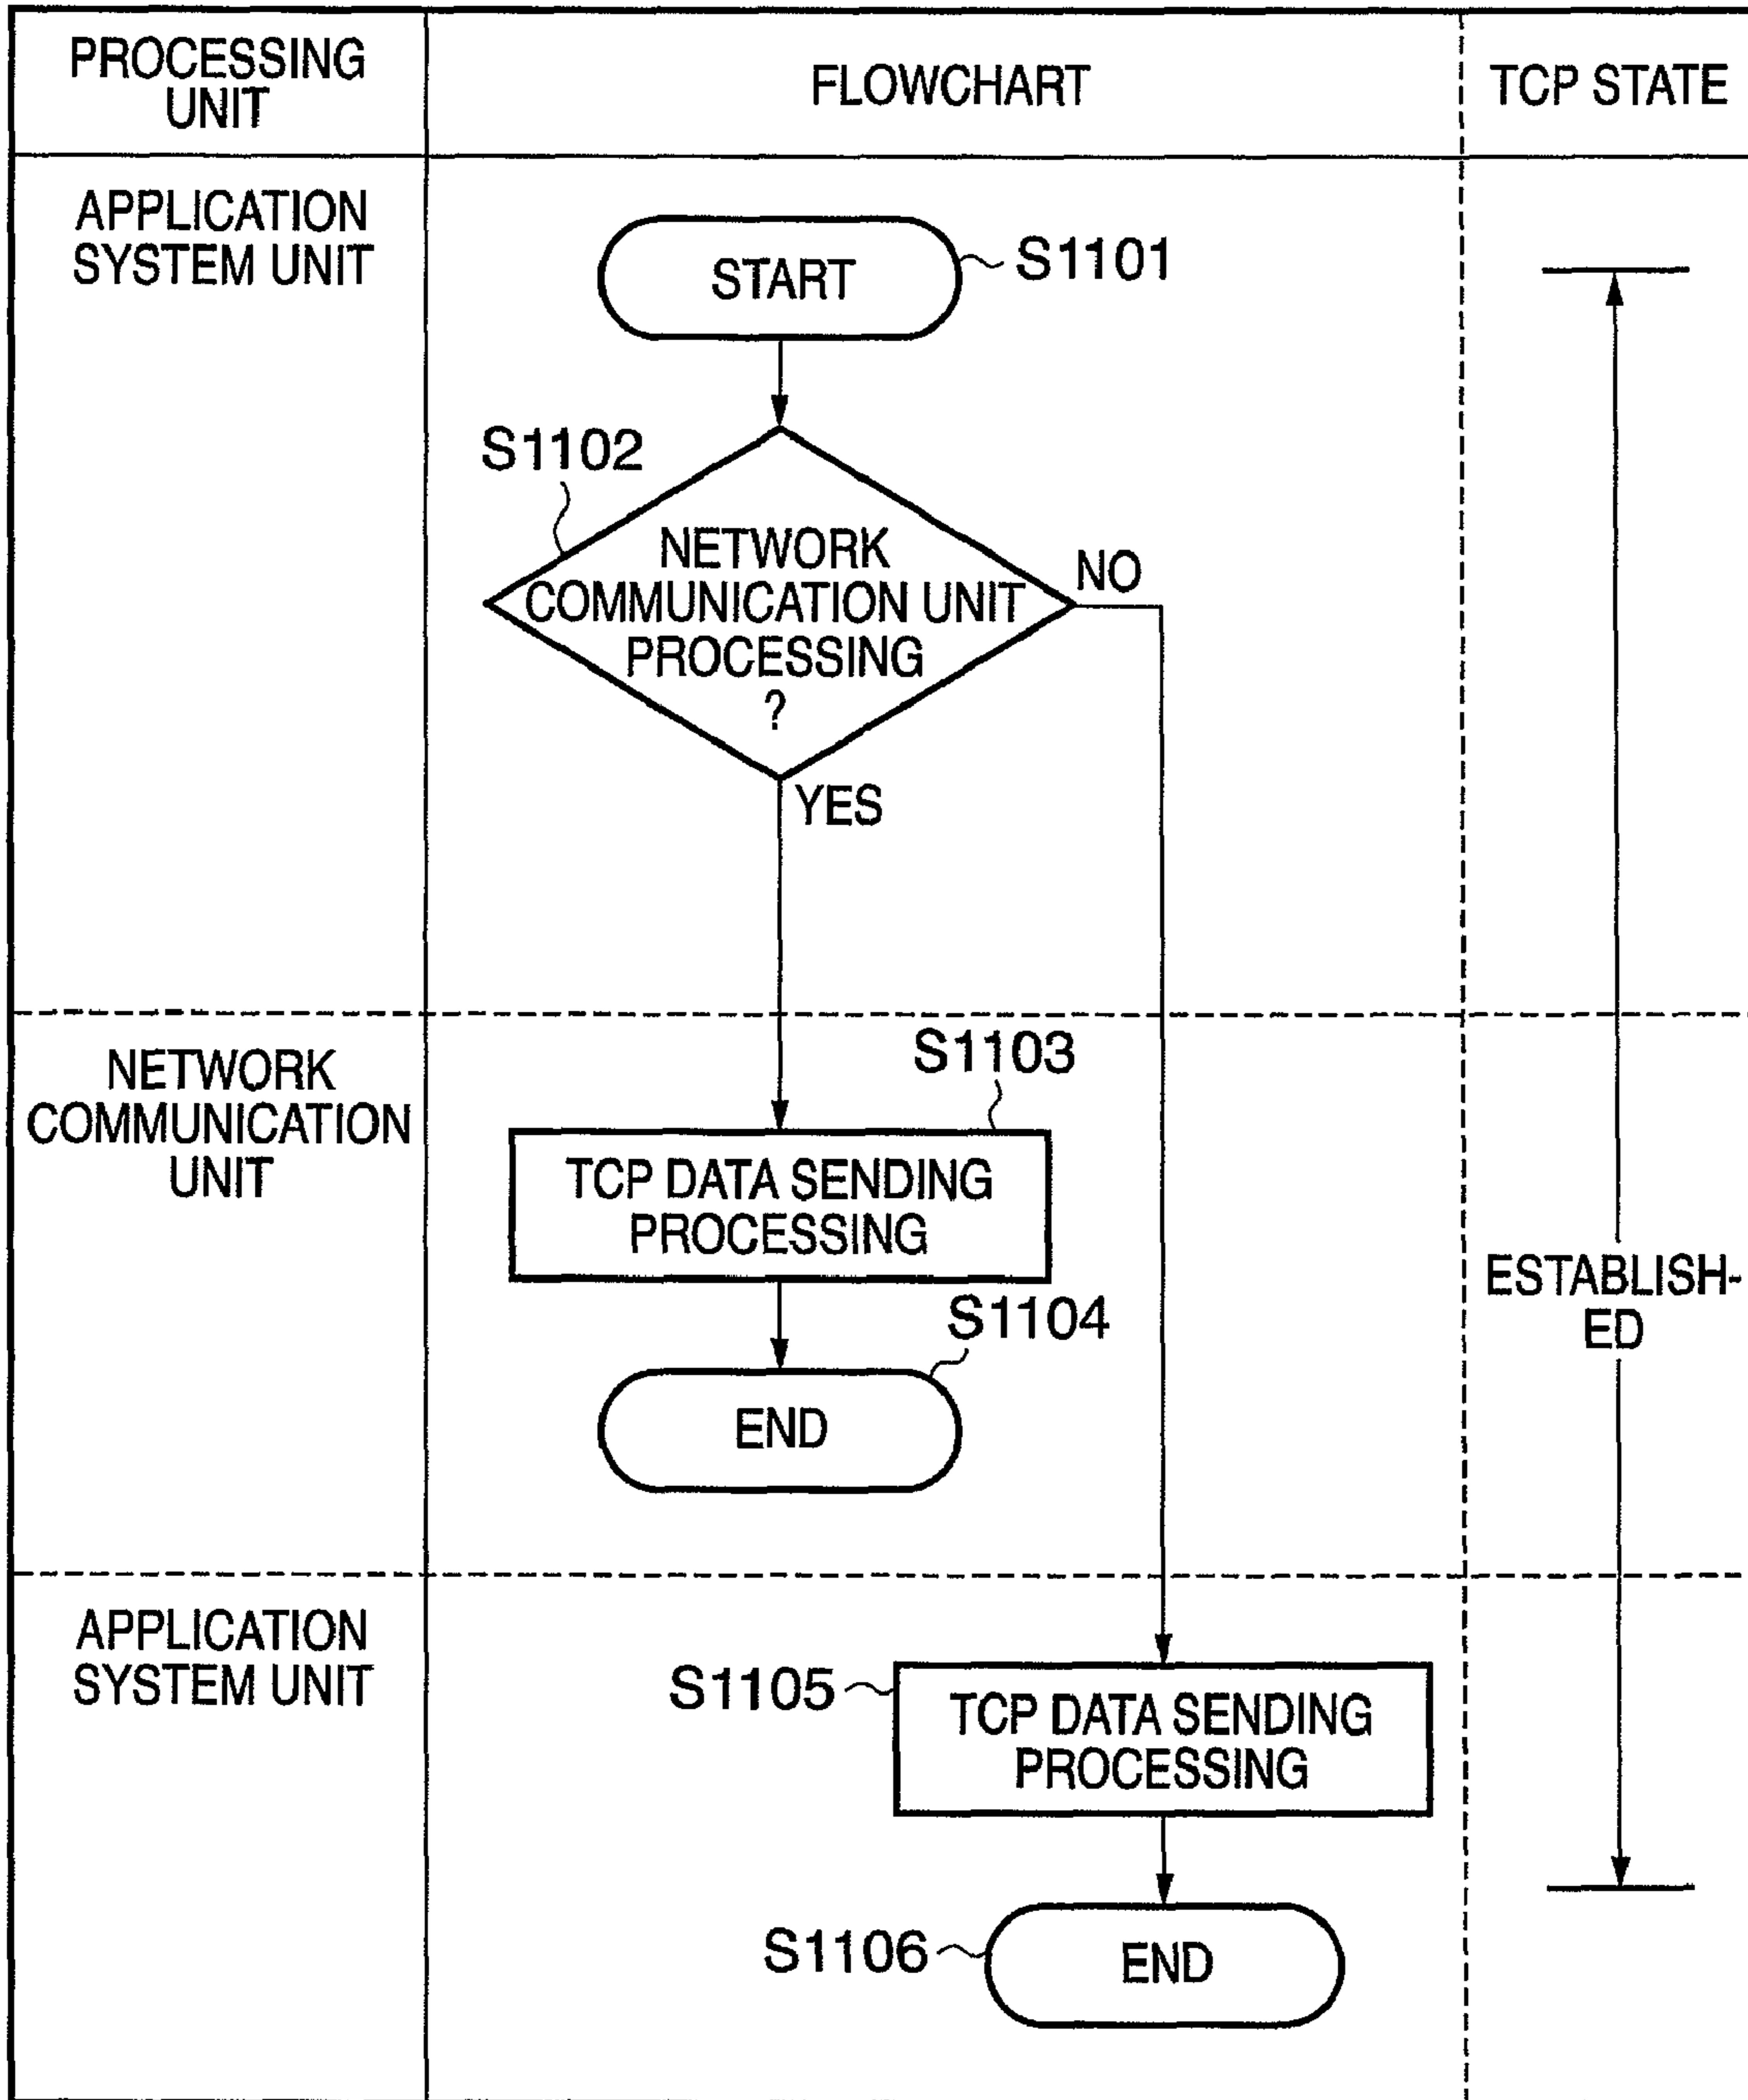 PROCESSING
UNIT
FLOWCHART
TCP STATE
APPLICATION
SYSTEM UNIT
START
S1101
S1102
NETWORK
COMMUNICATION UNIT
PROCESSING
?
NO
YES
NETWORK
COMMUNICATION
UNIT
S1103
TCP DATA SENDING
PROCESSING
S1104
END
ESTABLISH-
ED
APPLICATION
SYSTEM UNIT
S1105
TCP DATA SENDING
PROCESSING
S1106
END